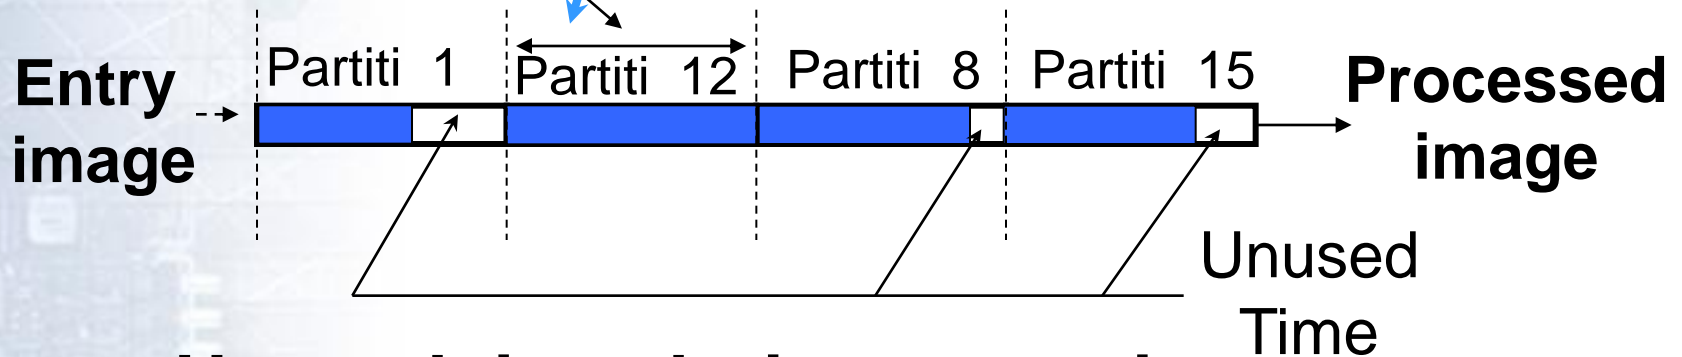 Partiti 1
Partiti 12
Partiti 8
Partiti 15
Entry
image
Processed
image
Unused
Time